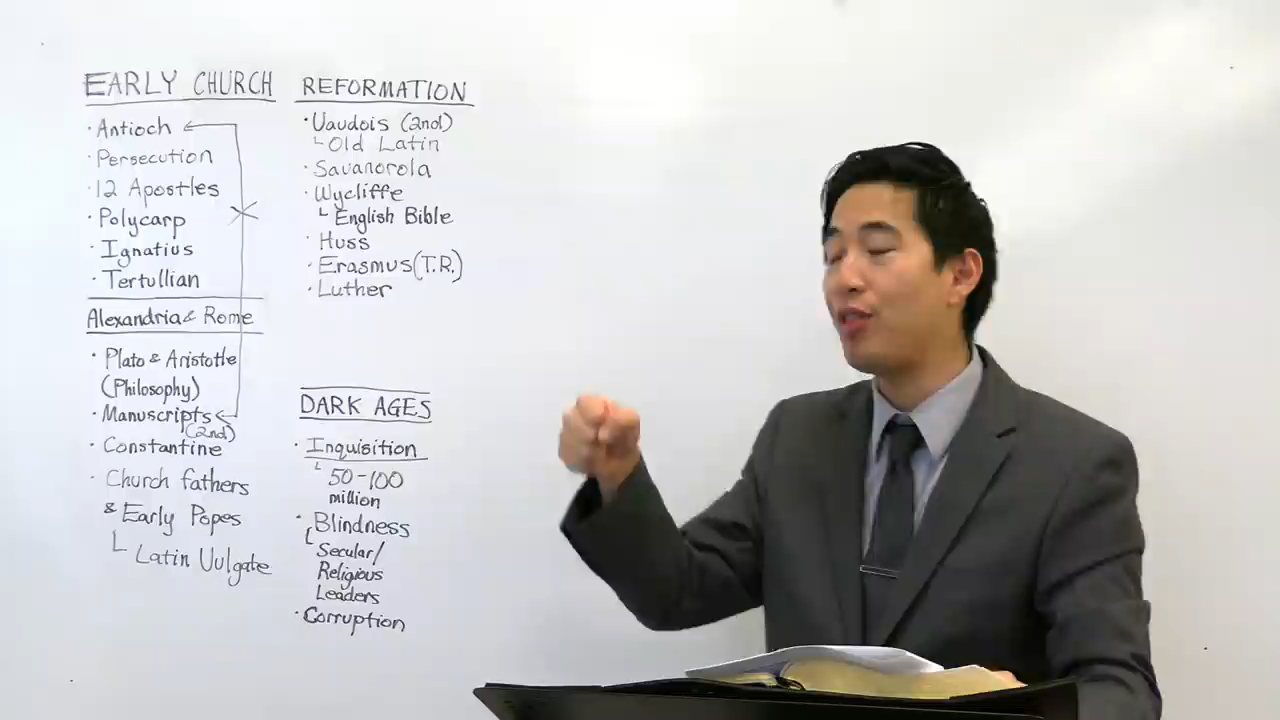 EARLY CHURCH
· Antioch
· Persecution
· 12 Apostles
· Polycarp
· Ignatius
· Tertullian
Alexandria & Rome
· Plato & Aristotle
(Philosophy)
· Manuscripts
(2nd)
· Constantine
· Church fathers
& Early Popes
└ Latin Vulgate
REFORMATION
· Vaudois (2nd)
└ Old Latin
· Savanorola
· Wycliffe
└ English Bible
· Huss
· Erasmus (T.R.)
· Luther
DARK AGES
· Inquisition
└ 50-100
million
· Blindness
└ Secular/
Religious
Leaders
· Corruption